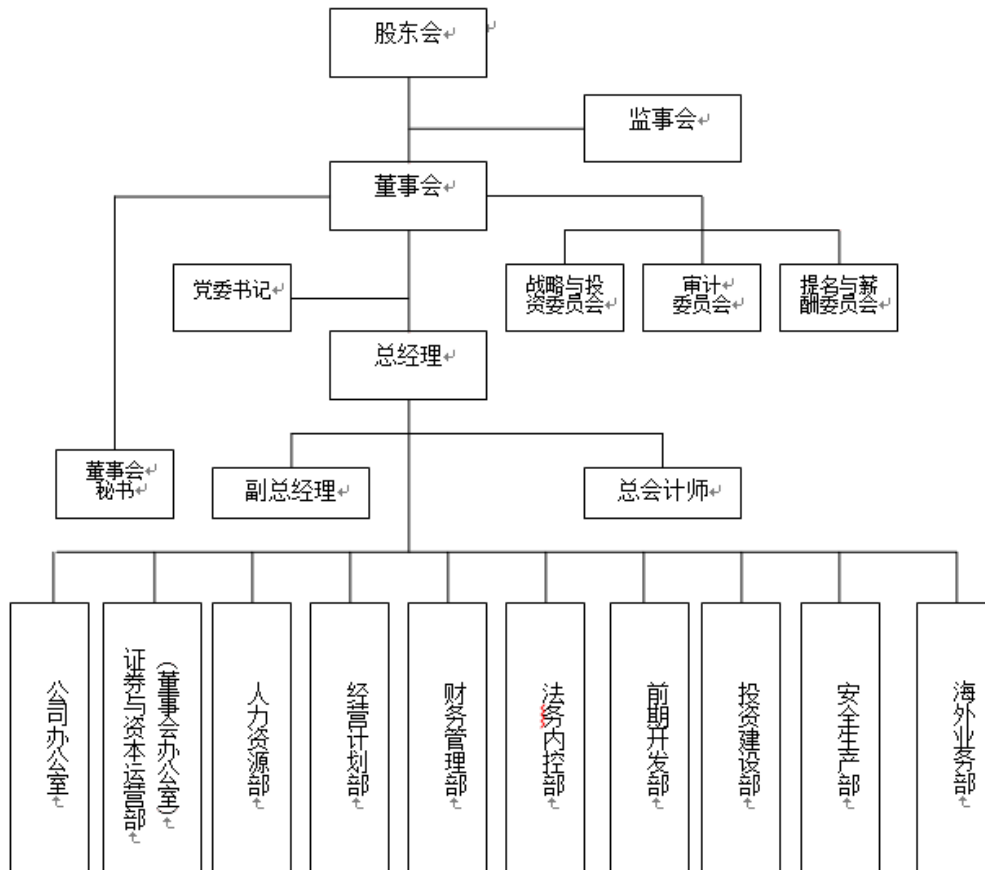 股东会
监事会
董事会
党委书记
战略与投
资委员会
审计
委员会
提名与薪
酬委员会
总经理
董事会
秘书
副总经理
总会计师
公司办公室
证券与资本运营部
（董事会办公室）
人力资源部
经营计划部
财务管理部
法务内控部
前期开发部
投资建设部
安全生产部
海外业务部